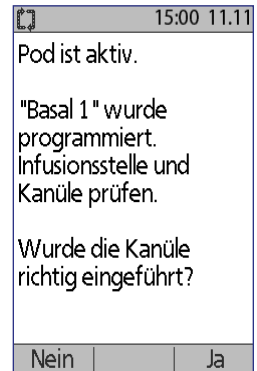 15:00 11.11
Pod ist aktiv.
"Basal 1" wurde
programmiert.
Infusionsstelle und
Kanüle prüfen.
Wurde die Kanüle
richtig eingeführt?
Nein Ja